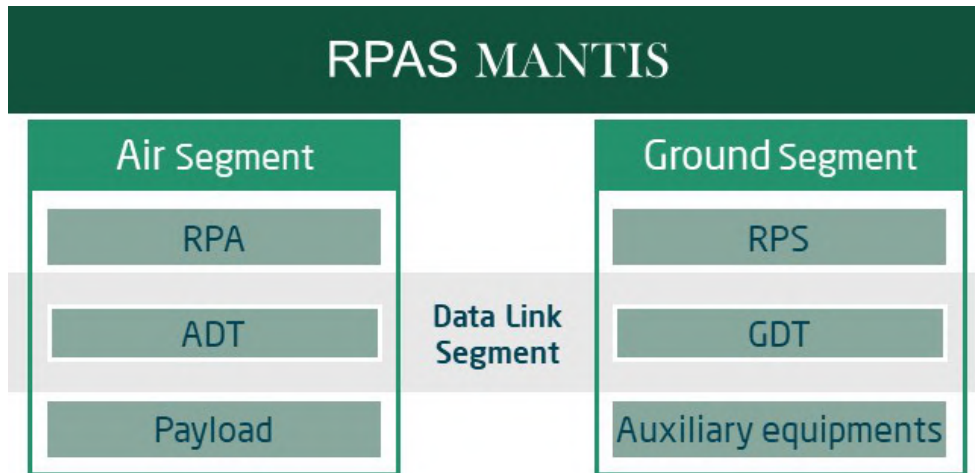 RPAS MANTIS
Air Segment
Ground Segment
RPA
RPS
ADT
Data Link
Segment
GDT
Payload
Auxiliary equipments